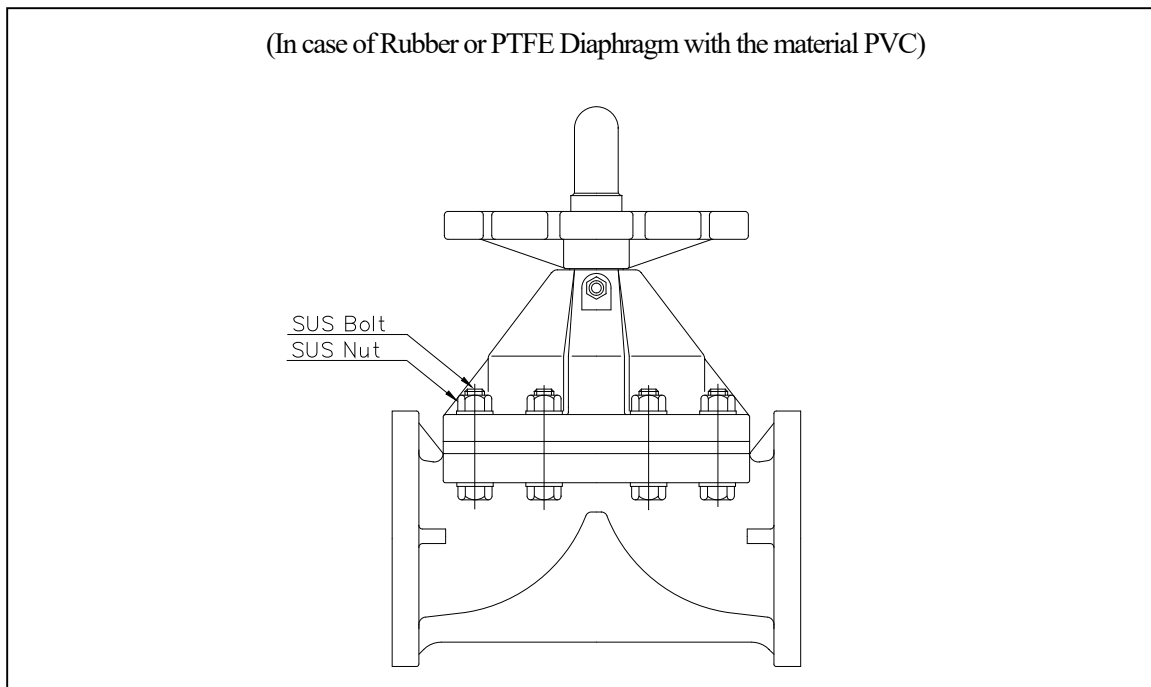 (In case of Rubber or PTFE Diaphragm with the material PVC)
SUS Bolt
SUS Nut